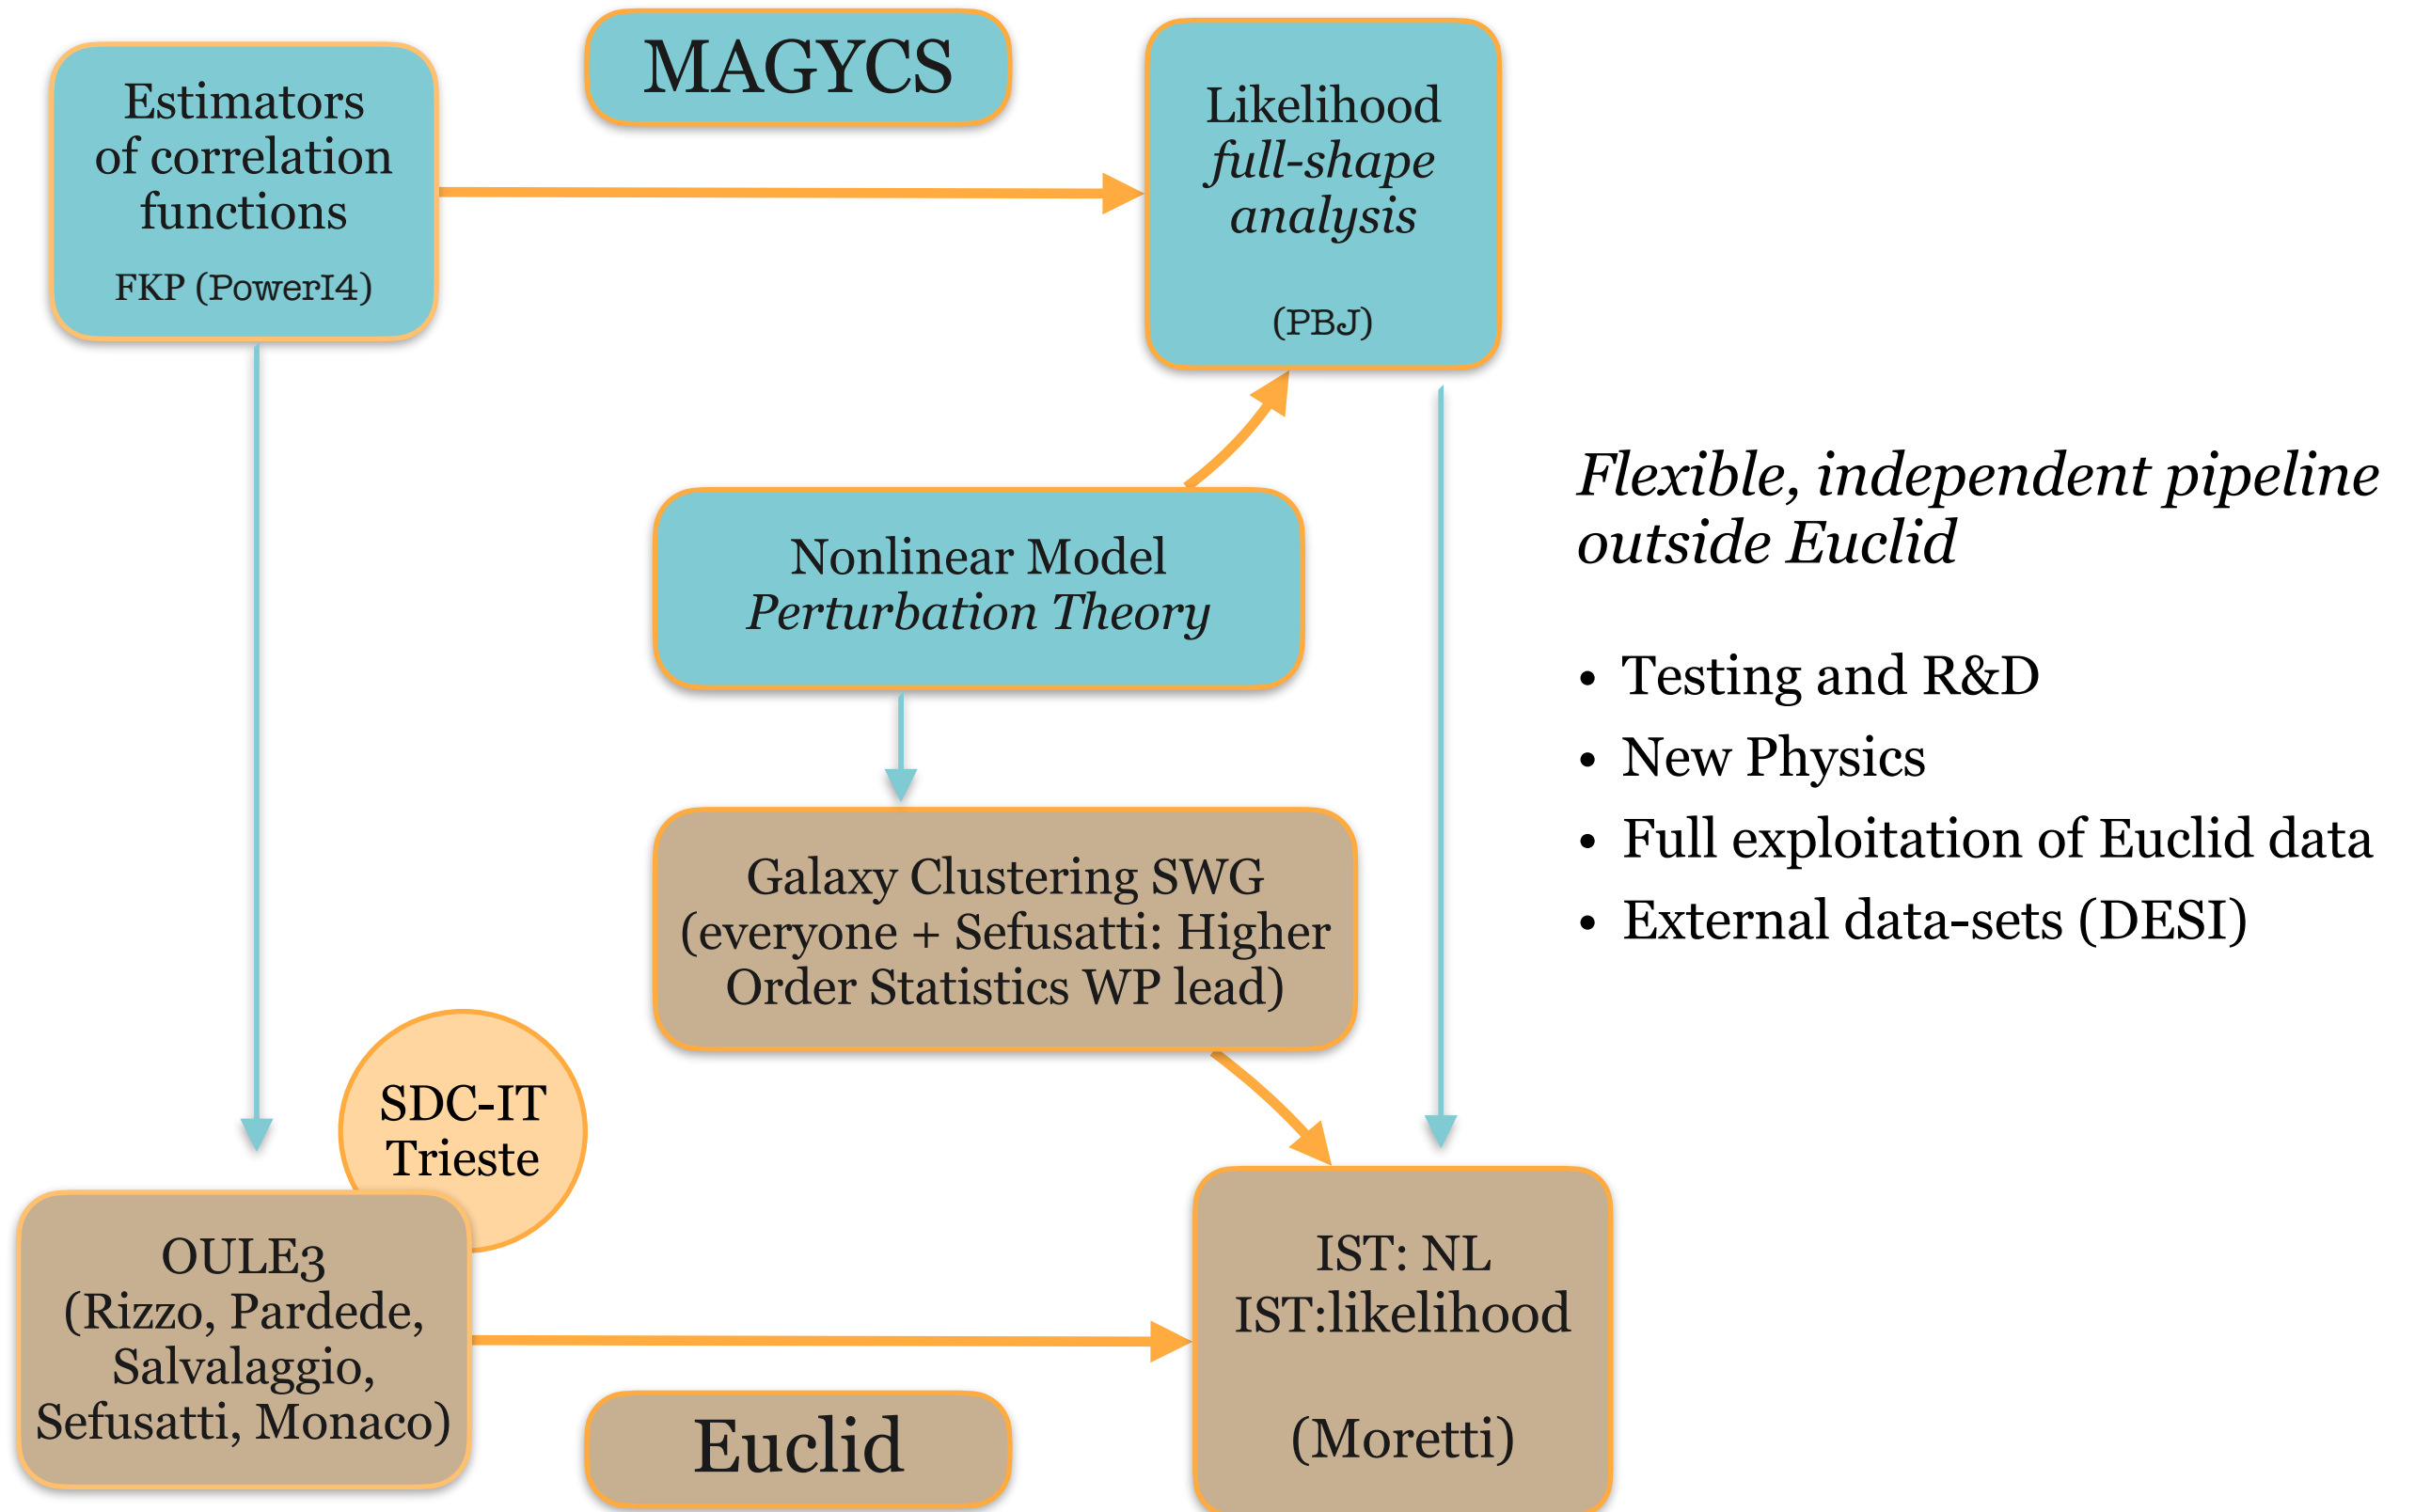 MAGYCS
Estimators
of correlation
functions
FKP (PowerI4)
Likelihood
full-shape
analysis
(PBJ)
Nonlinear Model
Perturbation Theory
Flexible, independent pipeline
outside Euclid
• Testing and R&D
• New Physics
• Full exploitation of Euclid data
• External data-sets (DESI)
Galaxy Clustering SWG
(everyone + Sefusatti: Higher
Order Statistics WP lead)
SDC-IT
Trieste
OULE3
(Rizzo, Pardede,
Salvalaggio,
Sefusatti, Monaco)
IST: NL
IST:likelihood
(Moretti)
Euclid